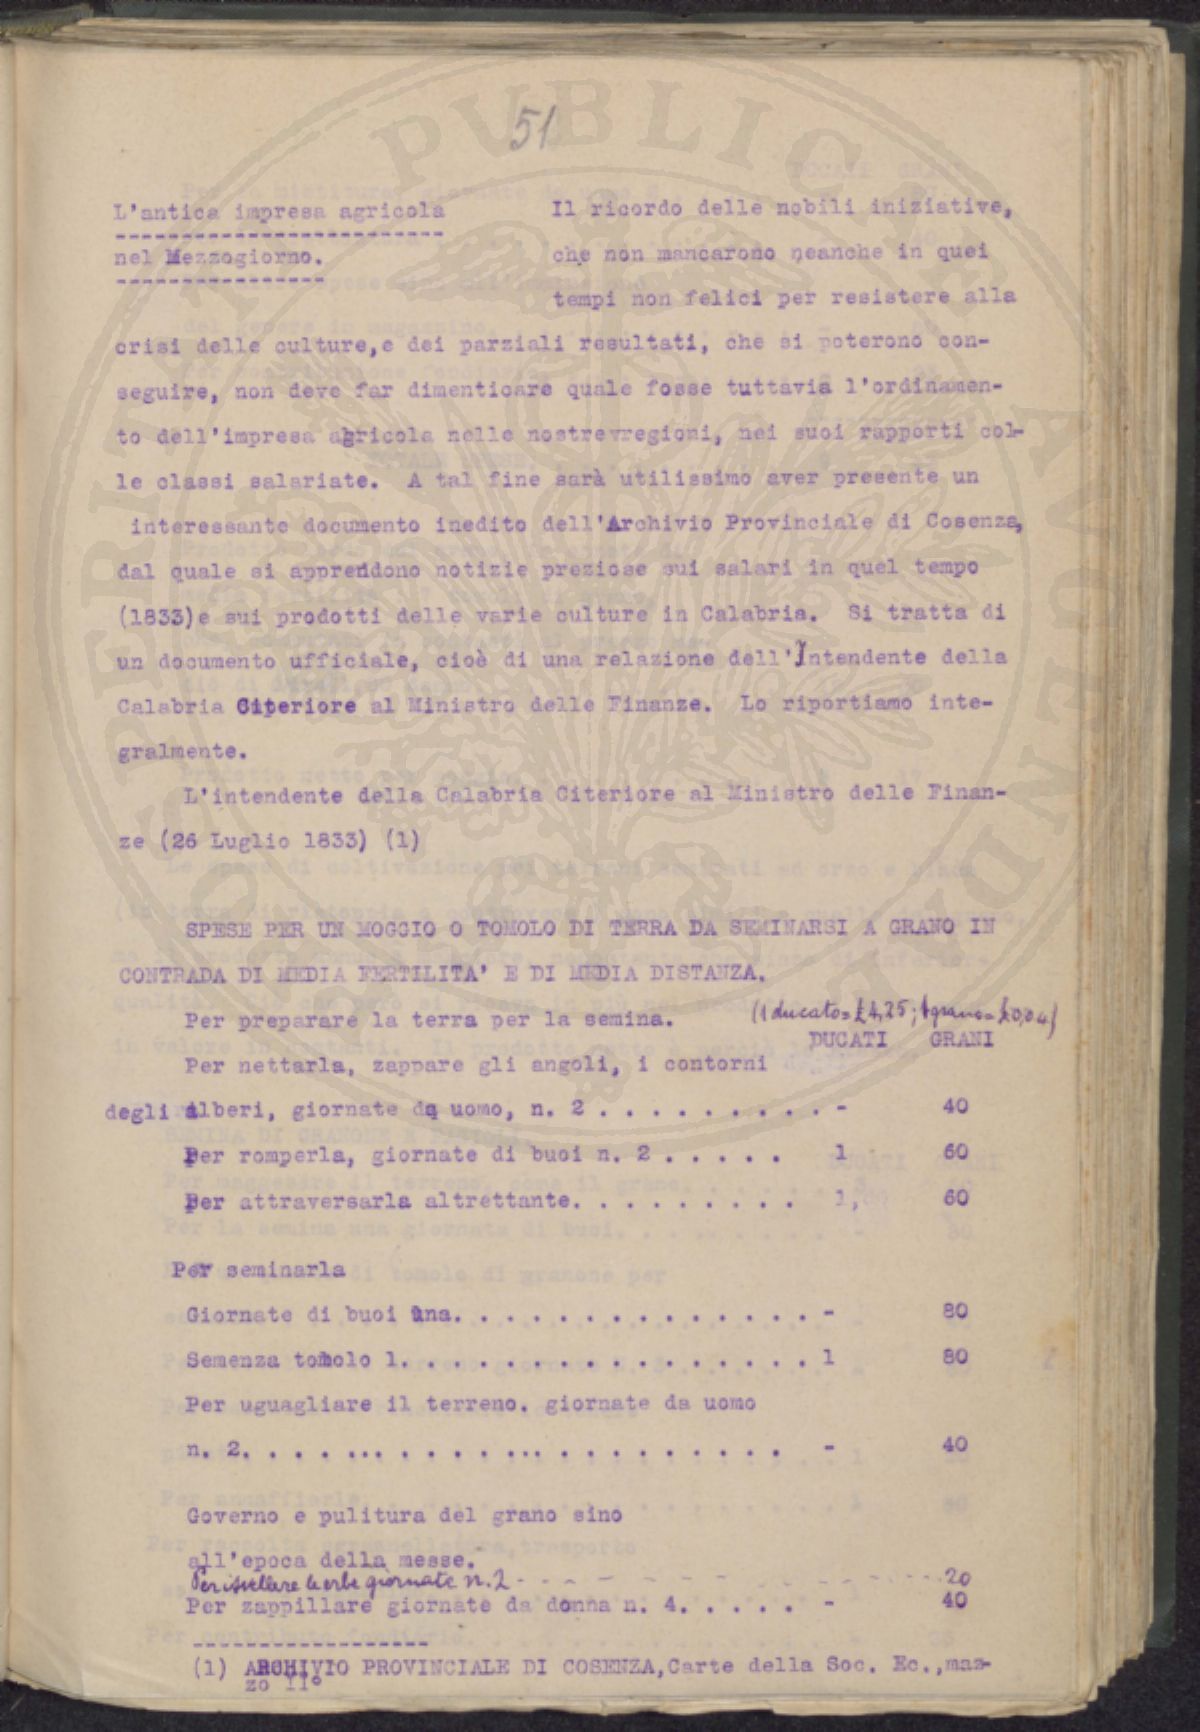 51
L'antica impresa agricola
nel Mezzogiorno.
Il ricordo delle nobili iniziative,
che non mancarono neanche in quei
tempi non felici per resistere alla
crisi delle culture,e dei parziali resultati, che si poterono con-
seguire, non deve far dimenticare quale fosse tuttavia l'ordinamen-
to dell'impresa agricola nelle nostrevregioni, nei suoi rapporti col-
le classi salariate. A tal fine sarà utilissimo aver presente un
interessante documento inedito dell'Archivio Provinciale di Cosenza,
dal quale si apprendono notizie preziose sui salari in quel tempo
(1833)e sui prodotti delle varie culture in Calabria. Si tratta di
un documento ufficiale, cioè di una relazione dell'Intendente della
Calabria Citeriore al Ministro delle Finanze. Lo riportiamo inte-
gralmente.
L'intendente della Calabria Citeriore al Ministro delle Finan-
ze (26 Luglio 1833) (1)
SPESE PER UN MOGGIO O TOMOLO DI TERRA DA SEMINARSI A GRANO IN
CONTRADA DI MEDIA FERTILITA' E DI MEDIA DISTANZA.
Per preparare la terra per la semina. (1 ducato=£4,25; 1 grano=£0,04)
DUCATI GRANI
Per nettarla, zappare gli angoli, i contorni
degli alberi, giornate da uomo, n. 2 . . . . . . . . . - 40
Per romperla, giornate di buoi n. 2 . . . . . 1 60
Per attraversarla altrettante. . . . . . . . . 1, 60
Per seminarla
Giornate di buoi una. . . . . . . . . . . . . . - 80
Semenza tomolo 1. . . . . . . . . . . . . . . . 1 80
Per uguagliare il terreno. giornate da uomo
n. 2. . . . ... . . . . . ... . . . . . . . . . - 40
Governo e pulitura del grano sino
all'epoca della messe.
Per isvellere le erbe giornate n. 2 - - - - - - - - - - 20
Per zappillare giornate da donna n. 4. . . . . - 40
(1) ARCHIVIO PROVINCIALE DI COSENZA,Carte della Soc. Ec.,maz-
zo II°